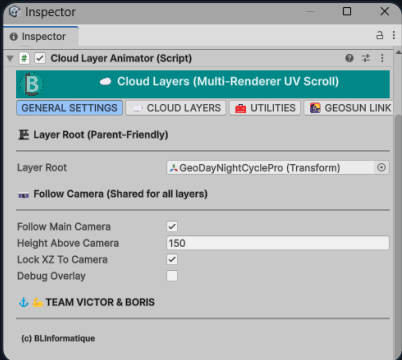 Inspector
Inspector
# Cloud Layer Animator (Script)
B Cloud Layers (Multi-Renderer UV Scroll)
GENERAL SETTINGS CLOUD LAYERS UTILITIES GEOSUN LINK
Layer Root (Parent-Friendly)
Layer Root GeoDayNightCyclePro (Transform)
Follow Camera (Shared for all layers)
Follow Main Camera
Height Above Camera 150
Lock XZ To Camera
Debug Overlay
TEAM VICTOR & BORIS
(c) BLInformatique